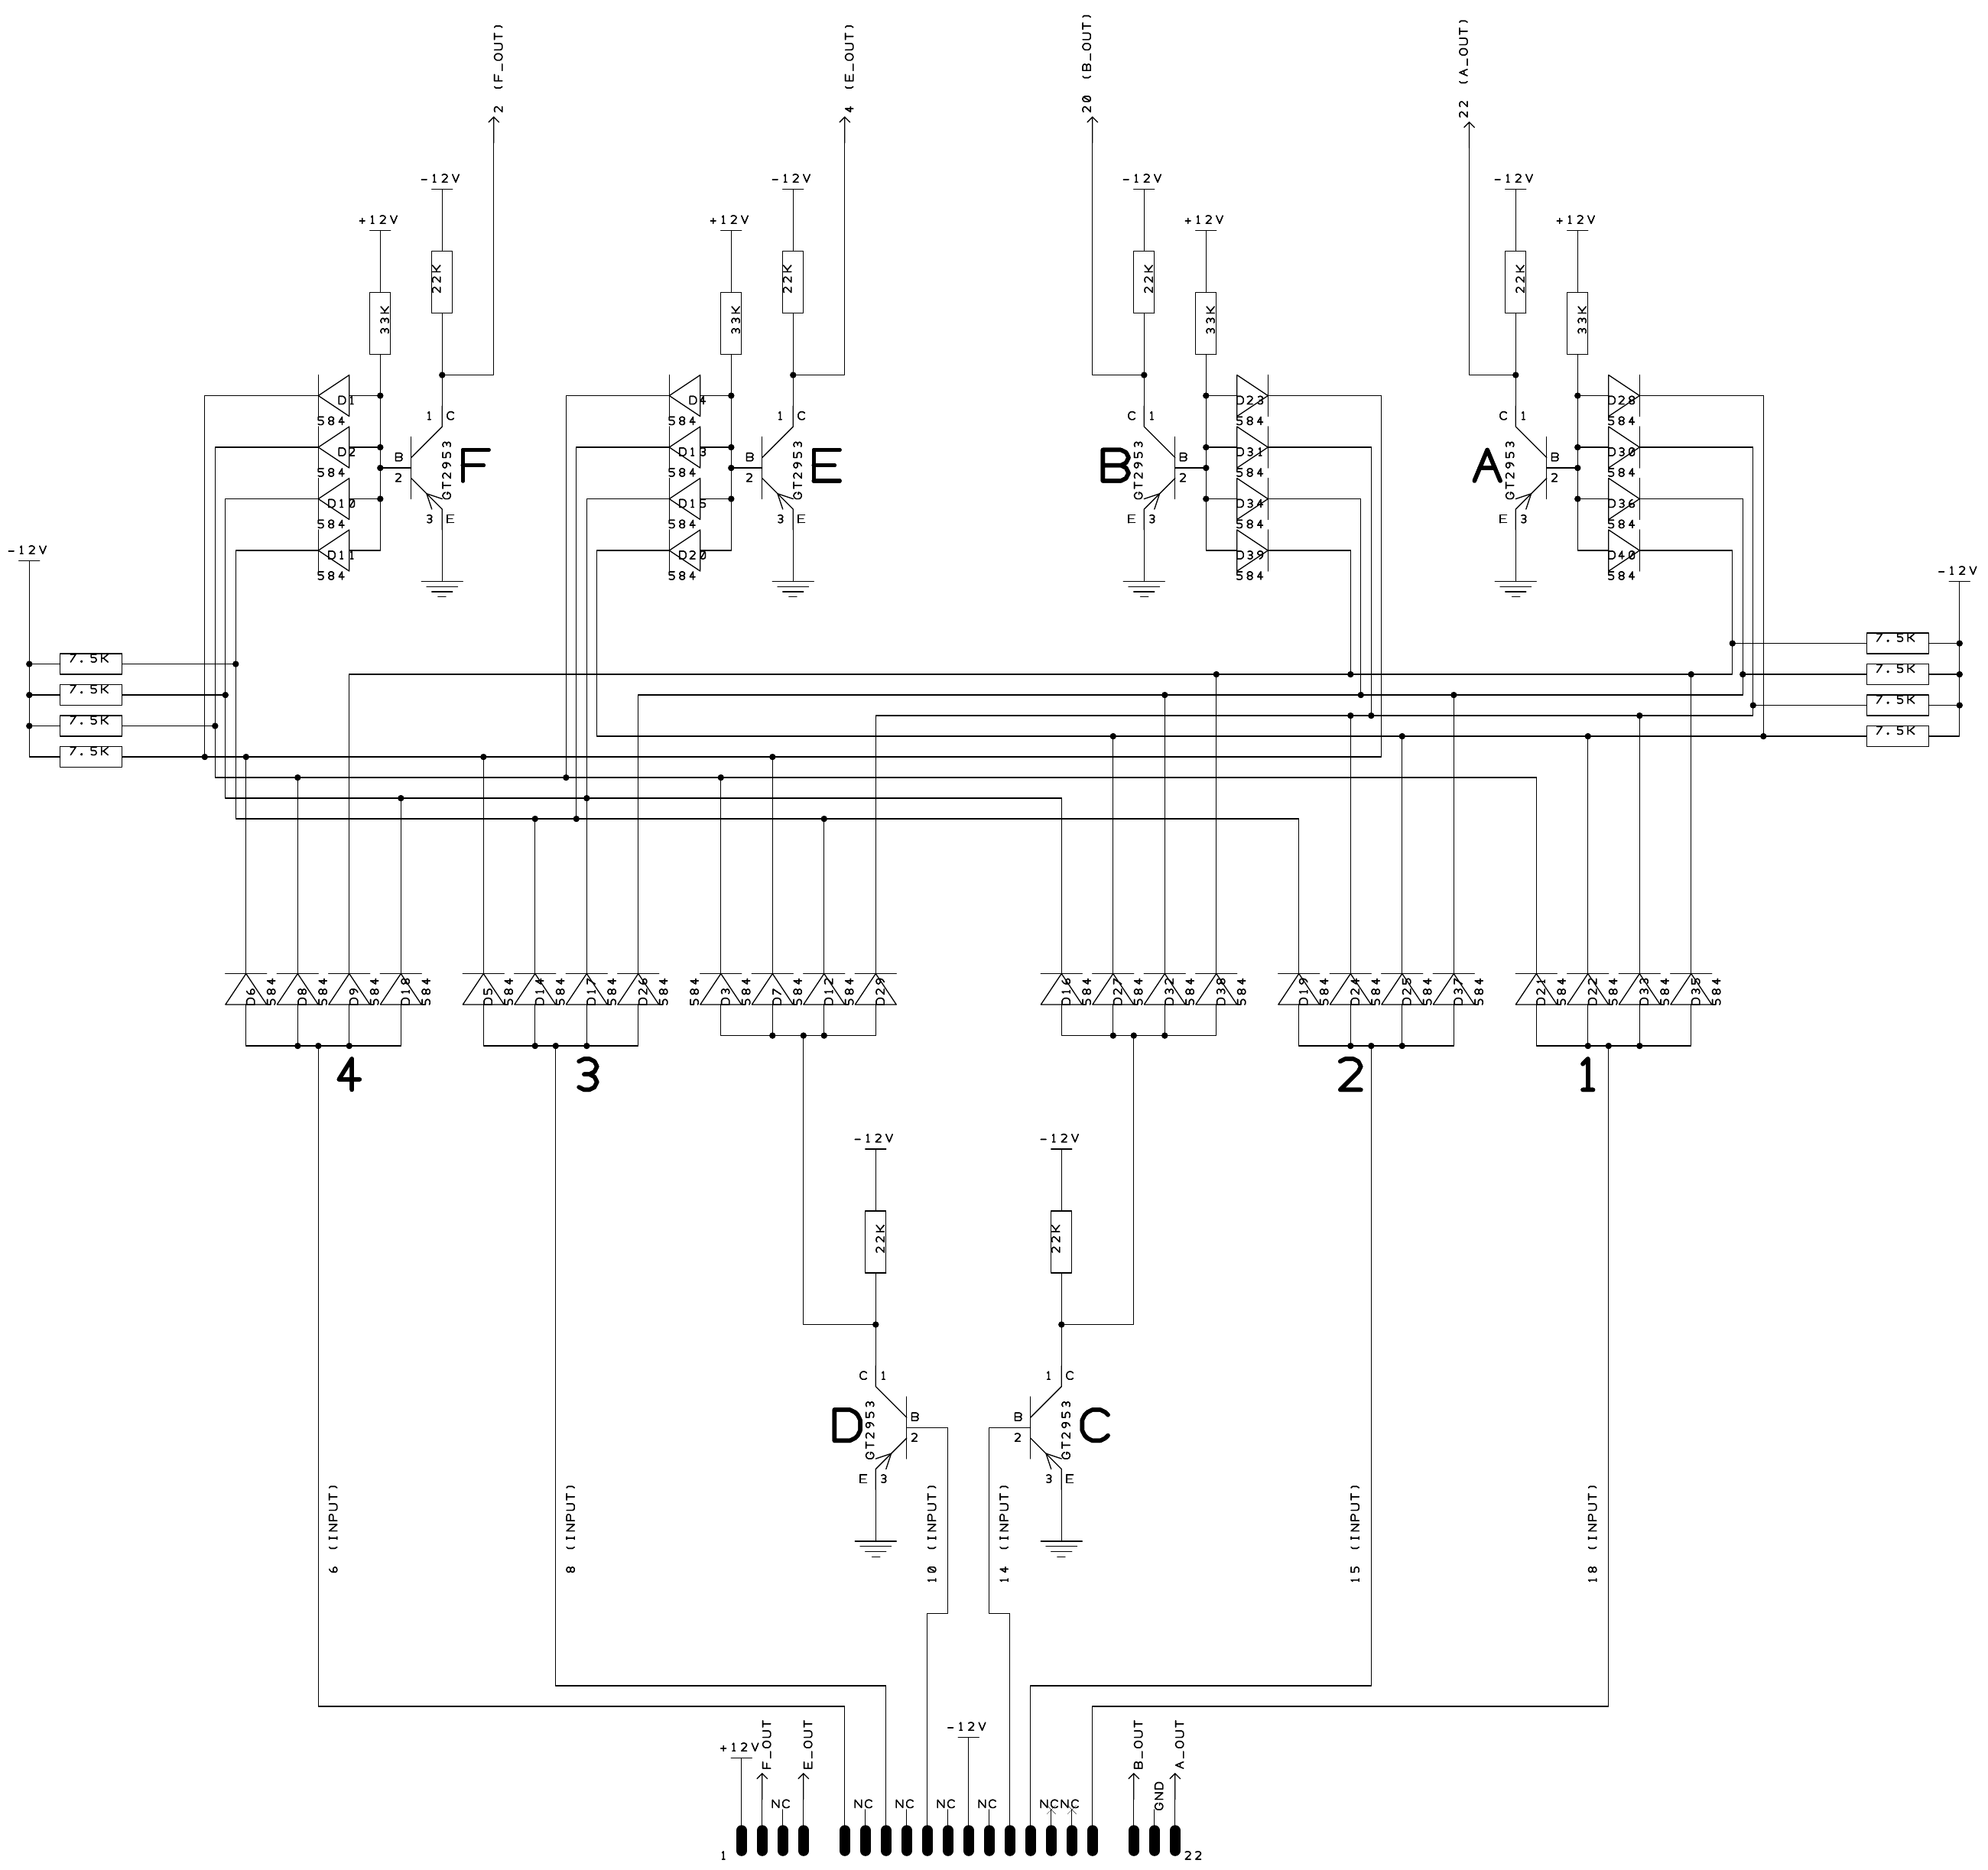 2 (F_OUT)
4 (E_OUT)
20 (B_OUT)
22 (A_OUT)
-12V
-12V
-12V
-12V
+12V
+12V
+12V
+12V
22K
22K
22K
22K
33K
33K
33K
33K
D1
584
D2
584
D10
584
D11
584
1 C
B
2
3 E
GT2953
F
D4
584
D13
584
D15
584
D20
584
1 C
B
2
3 E
GT2953
E
B
C 1
B
2
E 3
GT2953
D23
584
D31
584
D34
584
D39
584
A
C 1
B
2
E 3
GT2953
D28
584
D30
584
D36
584
D40
584
-12V
7.5K
7.5K
7.5K
7.5K
-12V
7.5K
7.5K
7.5K
7.5K
D6
584
D8
584
D9
584
D18
584
D5
584
D14
584
D17
584
D26
584
584
D3
D7
584
D12
584
D29
D16
584
D27
584
D32
584
D38
584
D19
584
D24
584
D25
584
D37
584
D21
584
D22
584
D33
584
D35
584
4
3
2
1
-12V
-12V
22K
22K
C 1
B
2
E 3
GT2953
D
1 C
B
2
3 E
GT2953
C
6 (INPUT)
8 (INPUT)
10 (INPUT)
14 (INPUT)
15 (INPUT)
18 (INPUT)
+12V
F_OUT
NC
E_OUT
NC
NC
NC
-12V
NC
NC
NC
B_OUT
GND
A_OUT
1
22